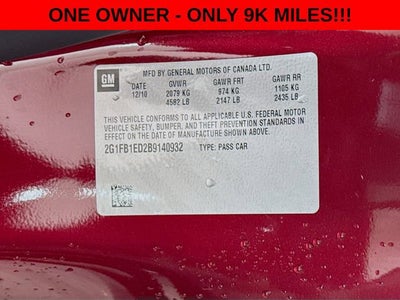 ONE OWNER - ONLY 9K MILES!!!
GM
MFD BY GENERAL MOTORS OF CANADA LTD.
DATE GVWR GAWR FRT GAWR RR
12/10 2079 KG 974 KG 1105 KG
4582 LB 2147 LB 2435 LB
THIS VEHICLE CONFORMS TO ALL APPLICABLE U.S. FEDERAL MOTOR
VEHICLE SAFETY, BUMPER, AND THEFT PREVENTION STANDARDS IN
EFFECT ON THE DATE OF MANUFACTURE SHOWN ABOVE.
2G1FB1ED2B9140932 TYPE: PASS CAR